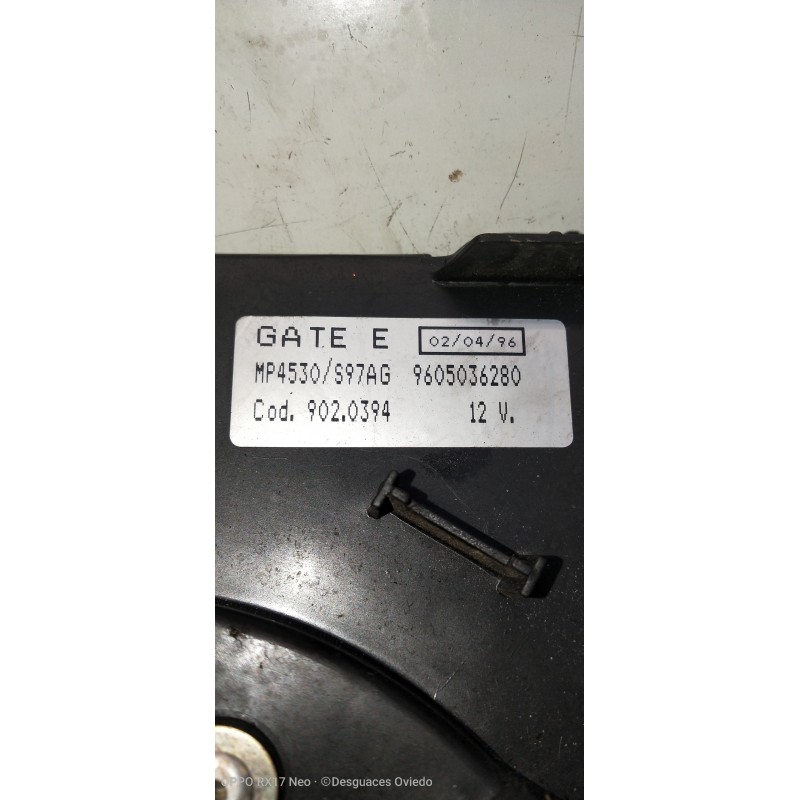 GATE E 02/04/96
MP4530/S97AG 9605036280
Cod. 902.0394 12 V.
OPPO RX17 Neo · ©Desguaces Oviedo